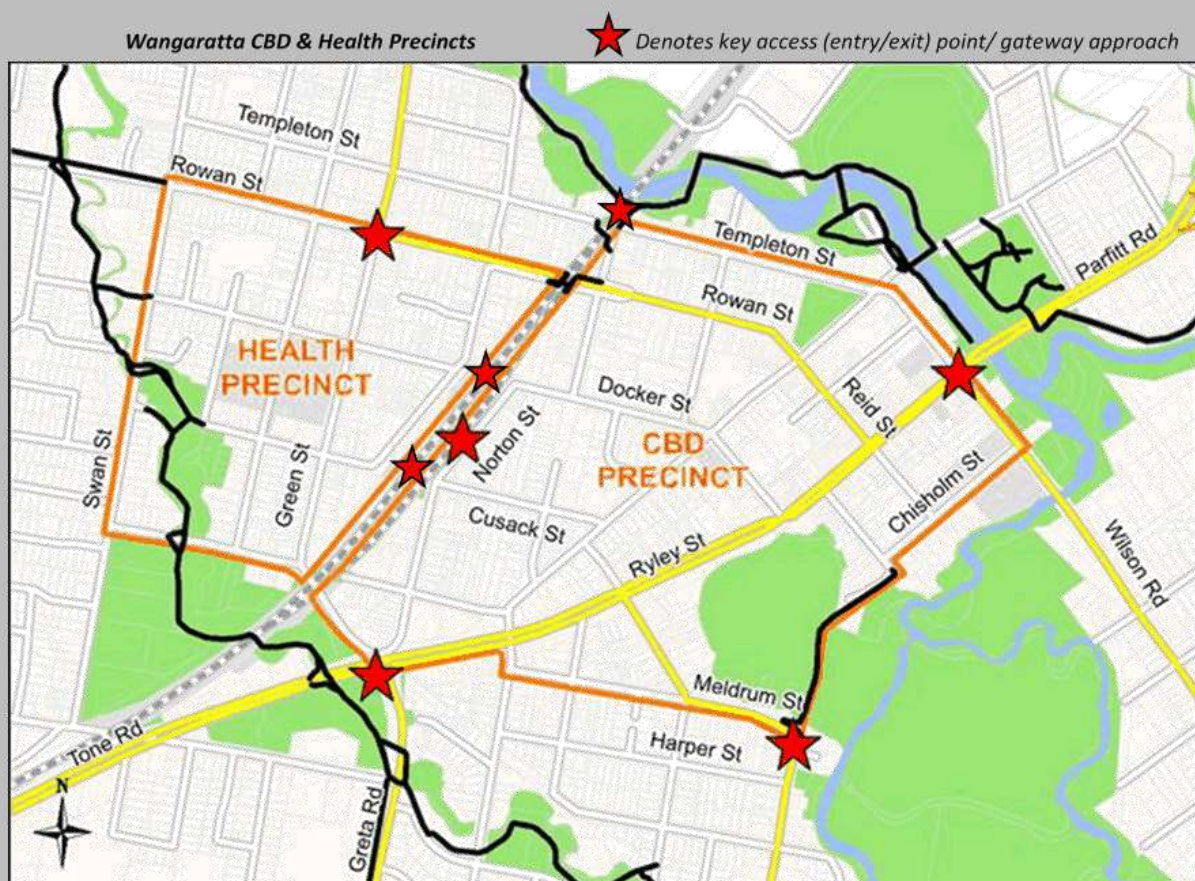 Wangaratta CBD & Health Precincts
Denotes key access (entry/exit) point/ gateway approach
Templeton St
Rowan St
Templeton St
Rowan St
Parfitt Rd
HEALTH
PRECINCT
Docker St
Reid St
Norton St
CBD
PRECINCT
Swan St
Green St
Cusack St
Chisholm St
Ryley St
Wilson Rd
Meldrum St
Harper St
Tone Rd
N
Greta Rd